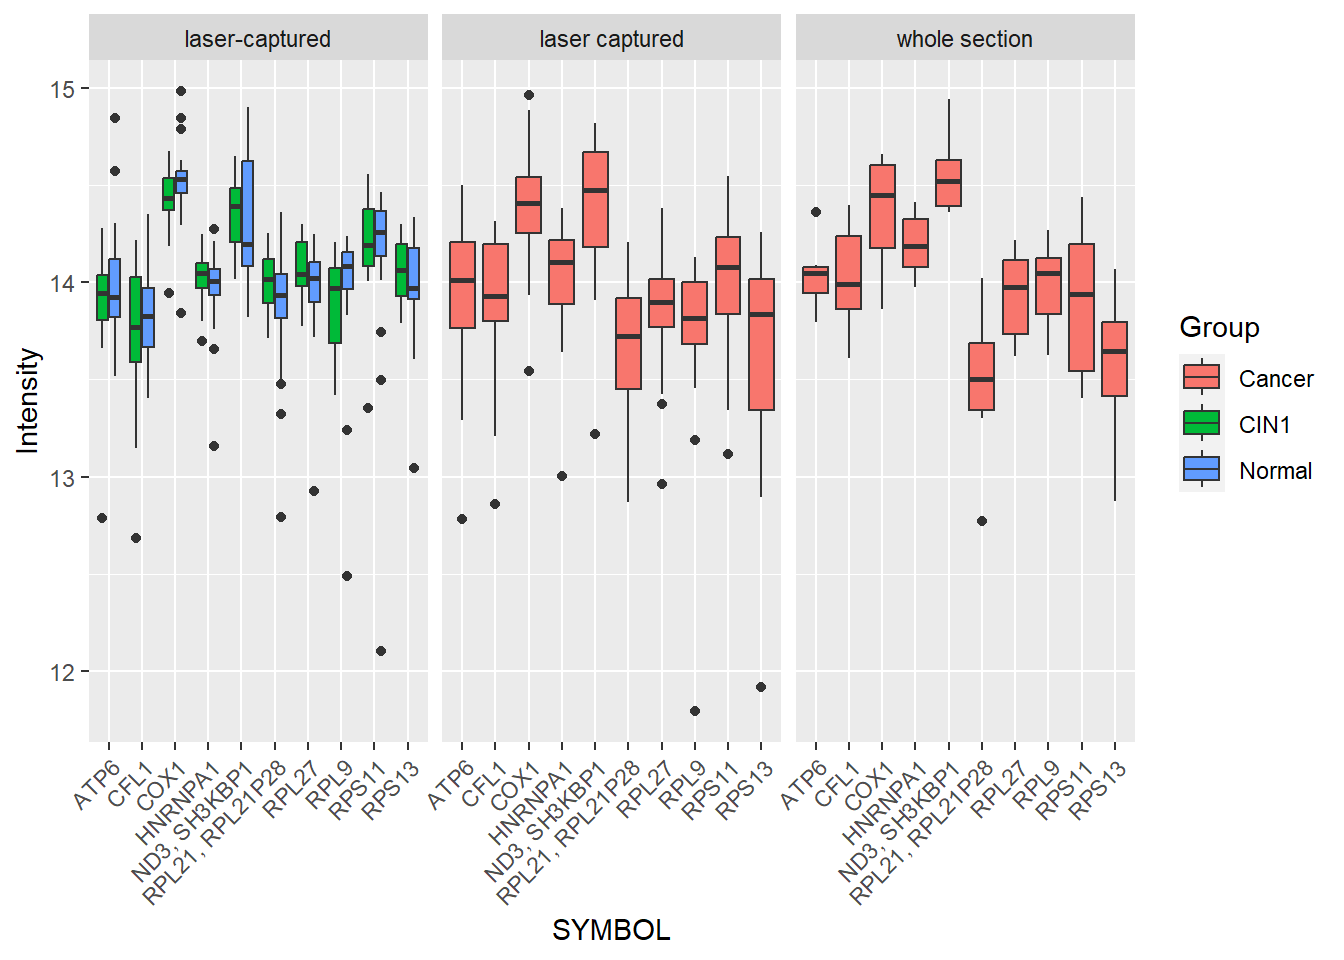 laser-captured
laser captured
whole section
15
14
13
12
Intensity
ATP6
CFL1
COX1
HNRNPA1
ND3, SH3KBP1
RPL21, RPL21P28
RPL27
RPL9
RPS11
RPS13
ATP6
CFL1
COX1
HNRNPA1
ND3, SH3KBP1
RPL21, RPL21P28
RPL27
RPL9
RPS11
RPS13
ATP6
CFL1
COX1
HNRNPA1
ND3, SH3KBP1
RPL21, RPL21P28
RPL27
RPL9
RPS11
RPS13
SYMBOL
Group
Cancer
CIN1
Normal